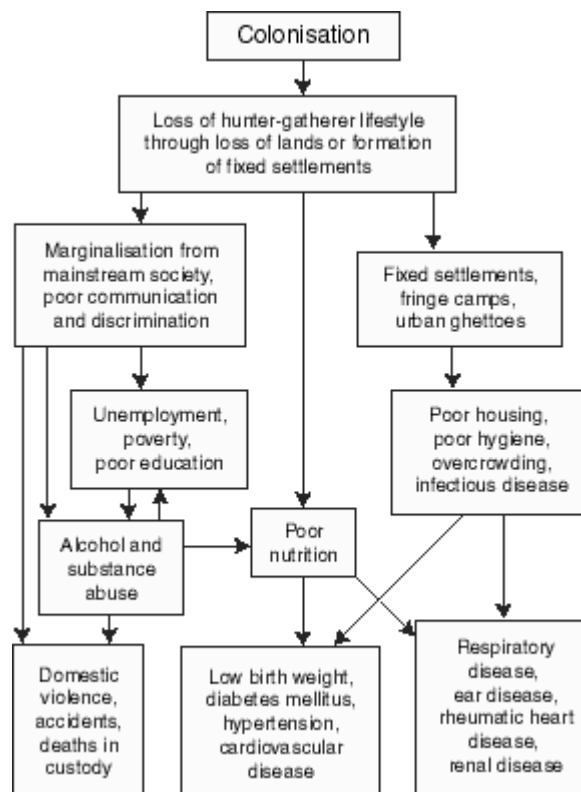 Colonisation
Loss of hunter-gatherer lifestyle
through loss of lands or formation
of fixed settlements
Marginalisation from
mainstream society,
poor communication
and discrimination
Fixed settlements,
fringe camps,
urban ghettoes
Unemployment,
poverty,
poor education
Poor housing,
poor hygiene,
overcrowding,
infectious disease
Alcohol and
substance
abuse
Poor
nutrition
Domestic
violence,
accidents,
deaths in
custody
Low birth weight,
diabetes mellitus,
hypertension,
cardiovascular
disease
Respiratory
disease,
ear disease,
rheumatic heart
disease,
renal disease